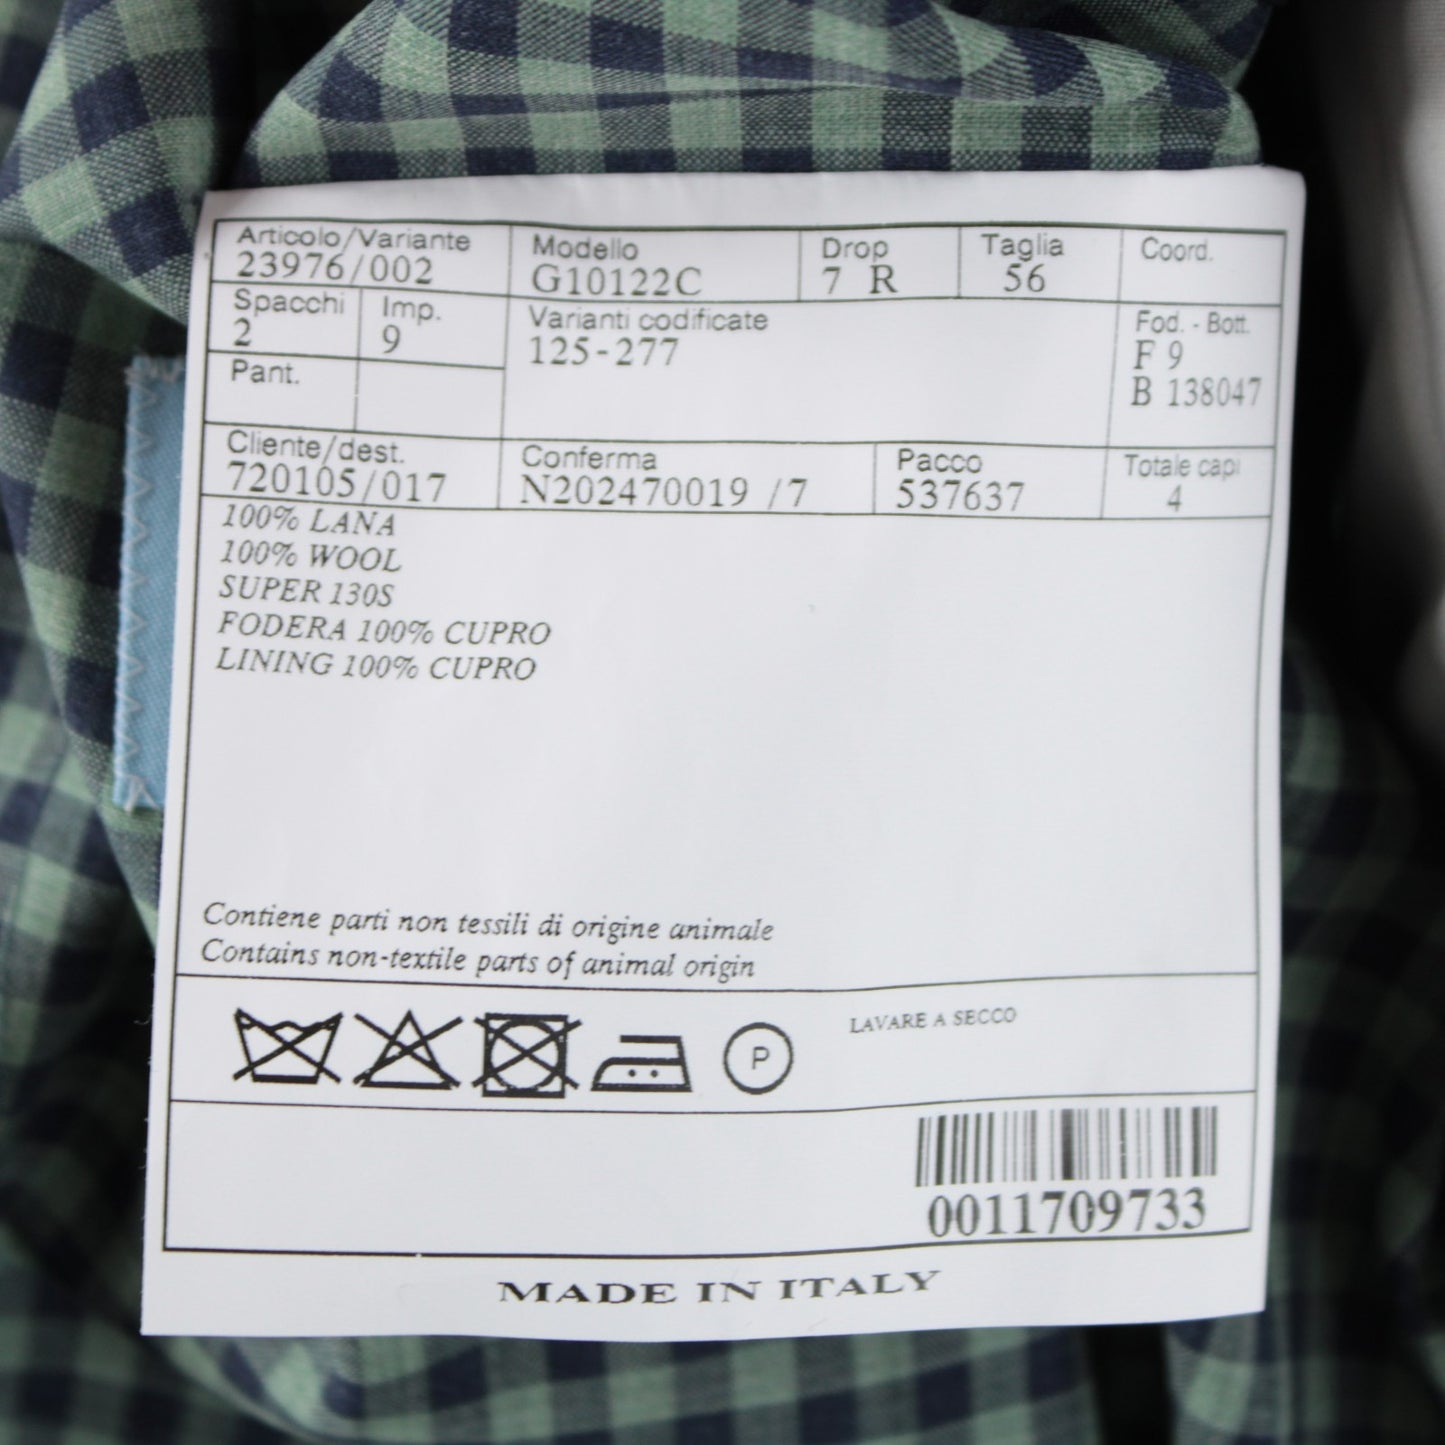 Articolo/Variante Modello Drop Taglia Coord.
23976/002 G10122C 7 R 56
Spacchi Imp. Varianti codificate Fod. - Bott.
2 9 125-277 F 9
Pant. B 138047
Cliente/dest. Conferma Pacco Totale capi
720105/017 N202470019 /7 537637 4
100% LANA
100% WOOL
SUPER 130S
FODERA 100% CUPRO
LINING 100% CUPRO
Contiene parti non tessili di origine animale
Contains non-textile parts of animal origin
P LAVARE A SECCO
0011709733
MADE IN ITALY